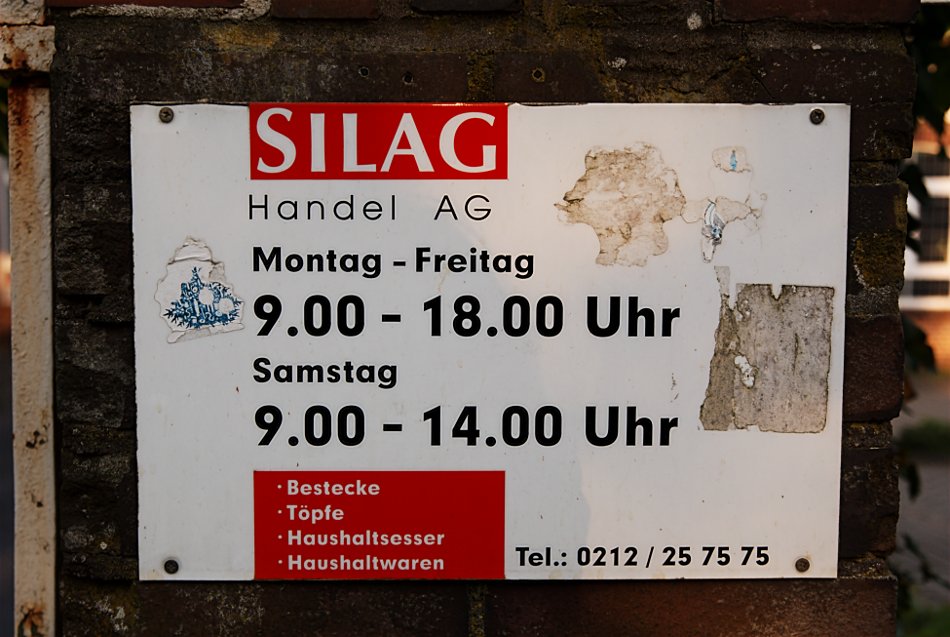 SILAG
Handel AG
Montag - Freitag
9.00 - 18.00 Uhr
Samstag
9.00 - 14.00 Uhr
· Bestecke
· Töpfe
· Haushaltsesser
· Haushaltwaren
Tel.: 0212 / 25 75 75